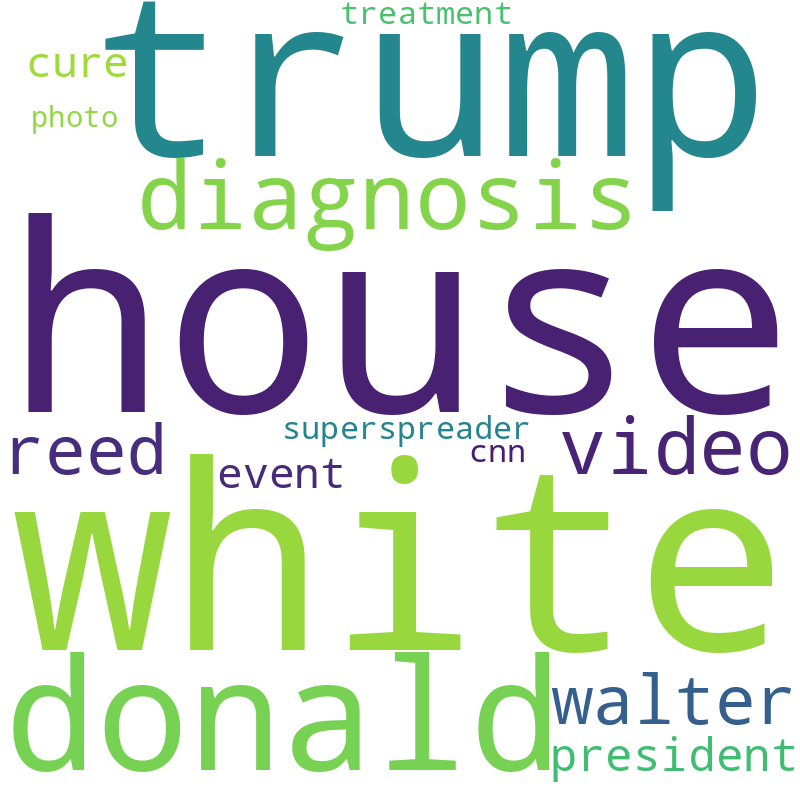 treatment
trump
cure
photo
diagnosis
house
superspreader
reed
video
event
cnn
white
donald
walter
president